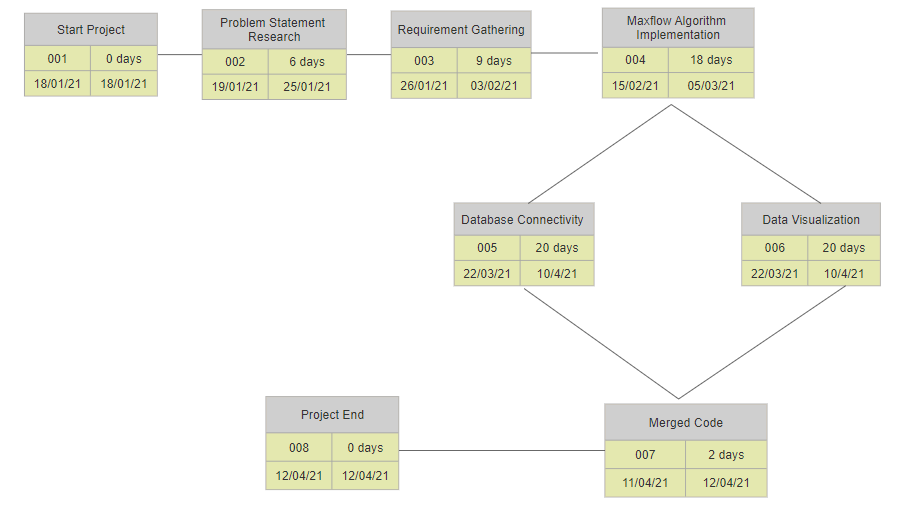 Start Project
001 0 days
18/01/21 18/01/21
Problem Statement
Research
002 6 days
19/01/21 25/01/21
Requirement Gathering
003 9 days
26/01/21 03/02/21
Maxflow Algorithm
Implementation
004 18 days
15/02/21 05/03/21
Database Connectivity
005 20 days
22/03/21 10/4/21
Data Visualization
006 20 days
22/03/21 10/4/21
Merged Code
007 2 days
11/04/21 12/04/21
Project End
008 0 days
12/04/21 12/04/21